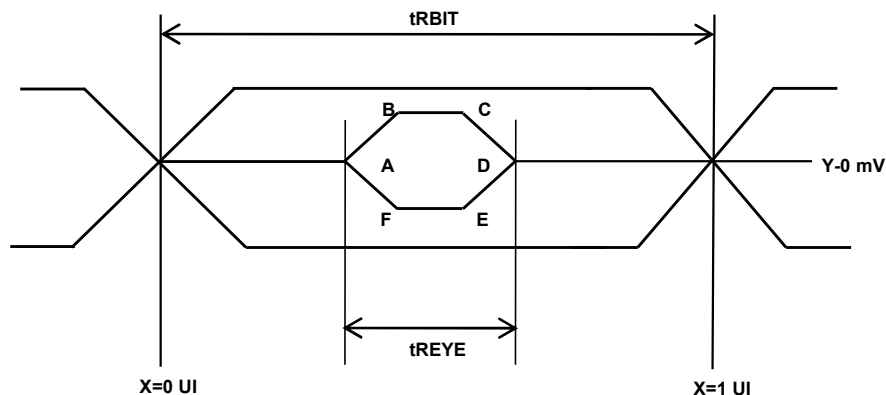 tRBIT
B C
A D
Y-0 mV
F E
tREYE
X=0 UI
X=1 UI